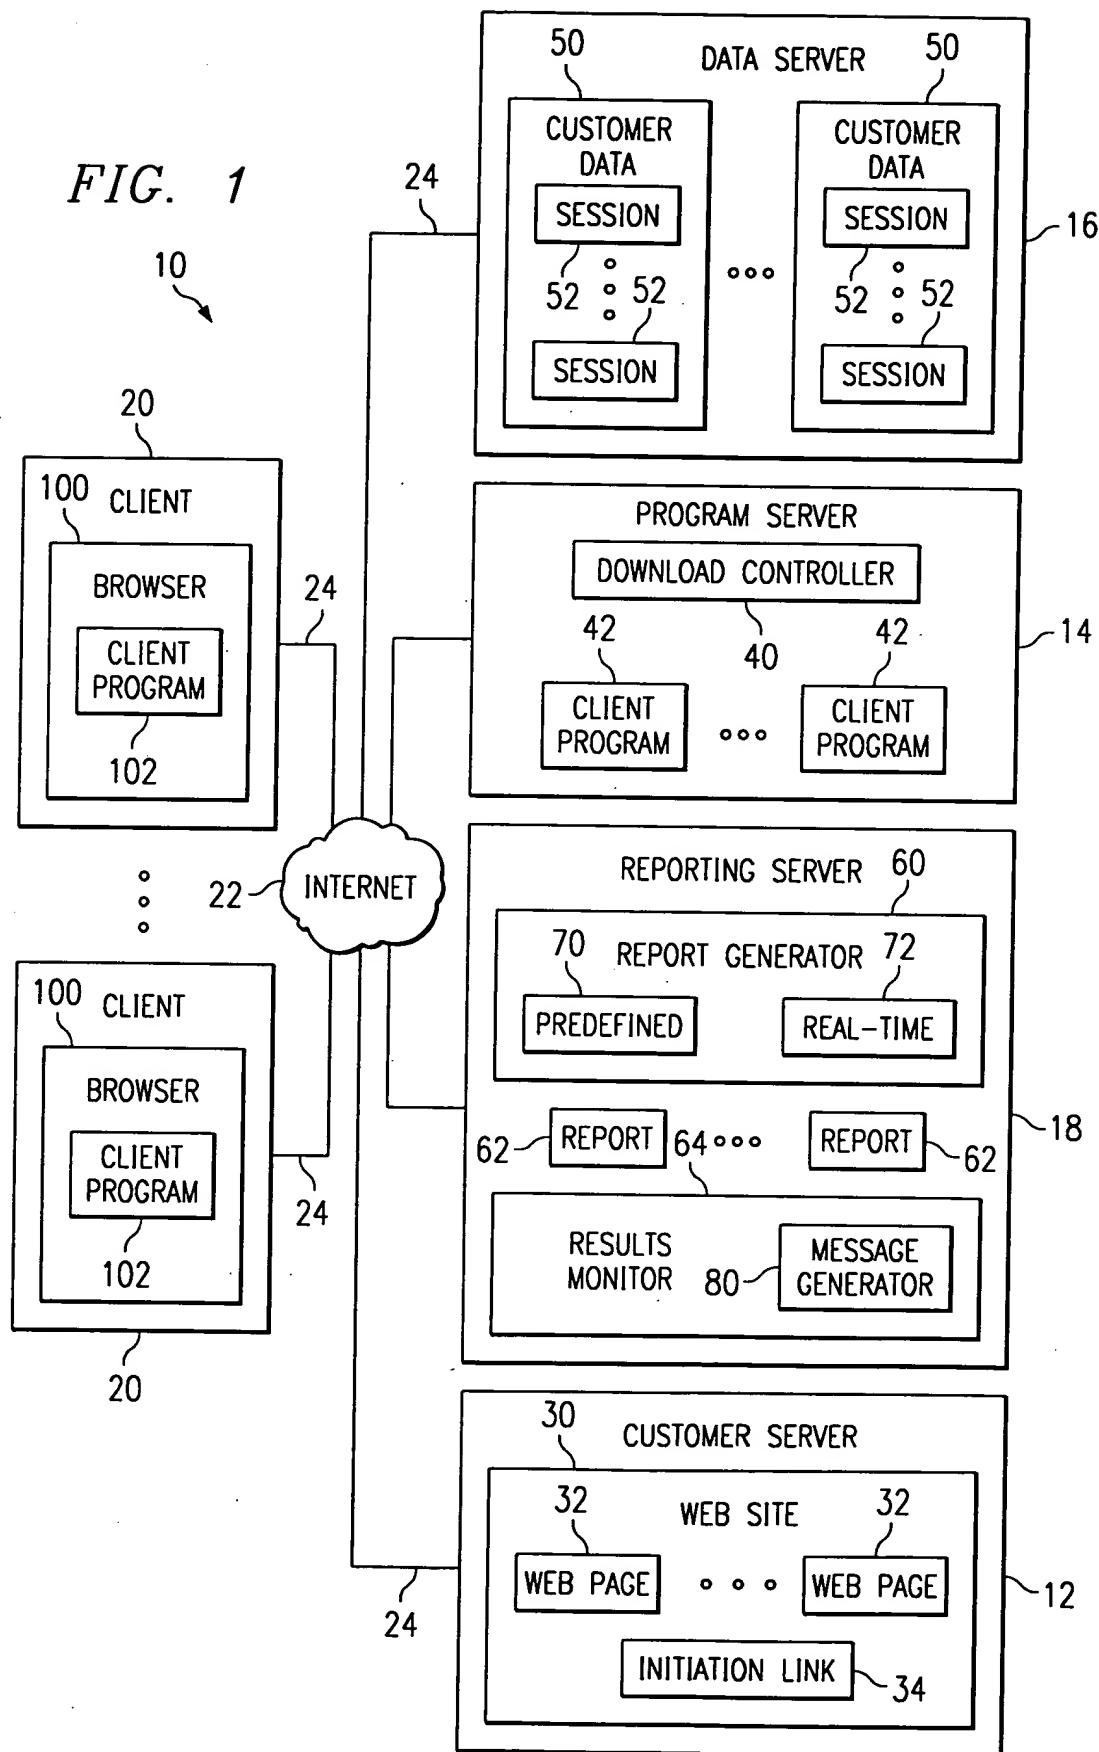 FIG. 1
10
DATA SERVER
50
50
CUSTOMER
DATA
CUSTOMER
DATA
SESSION
SESSION
52
52
52
52
SESSION
SESSION
16
24
20
CLIENT
100
BROWSER
CLIENT
PROGRAM
102
24
PROGRAM SERVER
DOWNLOAD CONTROLLER
40
42
42
CLIENT
PROGRAM
CLIENT
PROGRAM
14
INTERNET
22
REPORTING SERVER
60
REPORT GENERATOR
70
72
PREDEFINED
REAL-TIME
18
62
REPORT
64
REPORT
62
RESULTS
MONITOR
80
MESSAGE
GENERATOR
CLIENT
100
BROWSER
CLIENT
PROGRAM
102
24
20
CUSTOMER SERVER
30
WEB SITE
32
32
WEB PAGE
WEB PAGE
12
24
INITIATION LINK
34